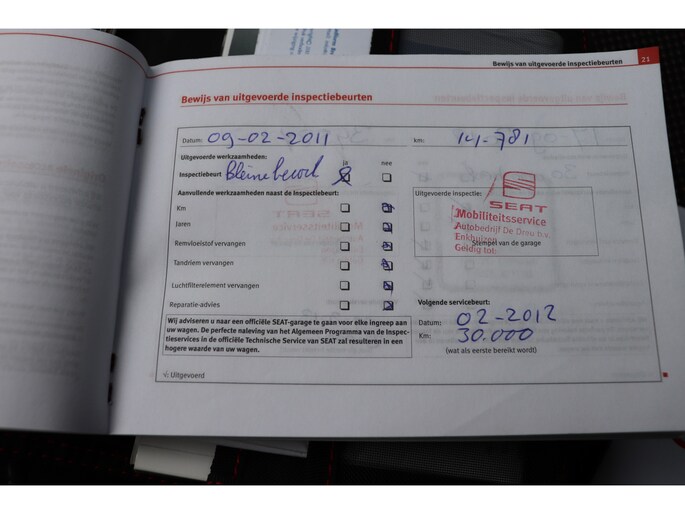 Bewijs van uitgevoerde inspectiebeurten 21
Bewijs van uitgevoerde inspectiebeurten
Datum: 09-02-2011 km: 14-781
Uitgevoerde werkzaamheden: ja nee
Inspectiebeurt
Aanvullende werkzaamheden naast de Inspectiebeurt:
Km
Jaren
Remvloeistof vervangen
Tandriem vervangen
Luchtfilterelement vervangen
Reparatie-advies
Uitgevoerde inspectie:
SEAT
Mobiliteitsservice
Autobedrijf De Dreu b.v.
Enkhuizen
Stempel van de garage
Geldig tot:
Volgende servicebeurt:
Datum: 02-2012
Km: 30.000
(wat als eerste bereikt wordt)
Wij adviseren u naar een officiële SEAT-garage te gaan voor elke ingreep aan
uw wagen. De perfecte naleving van het Algemeen Programma van de Inspec-
tieservices in de officiële Technische Service van SEAT zal resulteren in een
hogere waarde van uw wagen.
Uitgevoerd